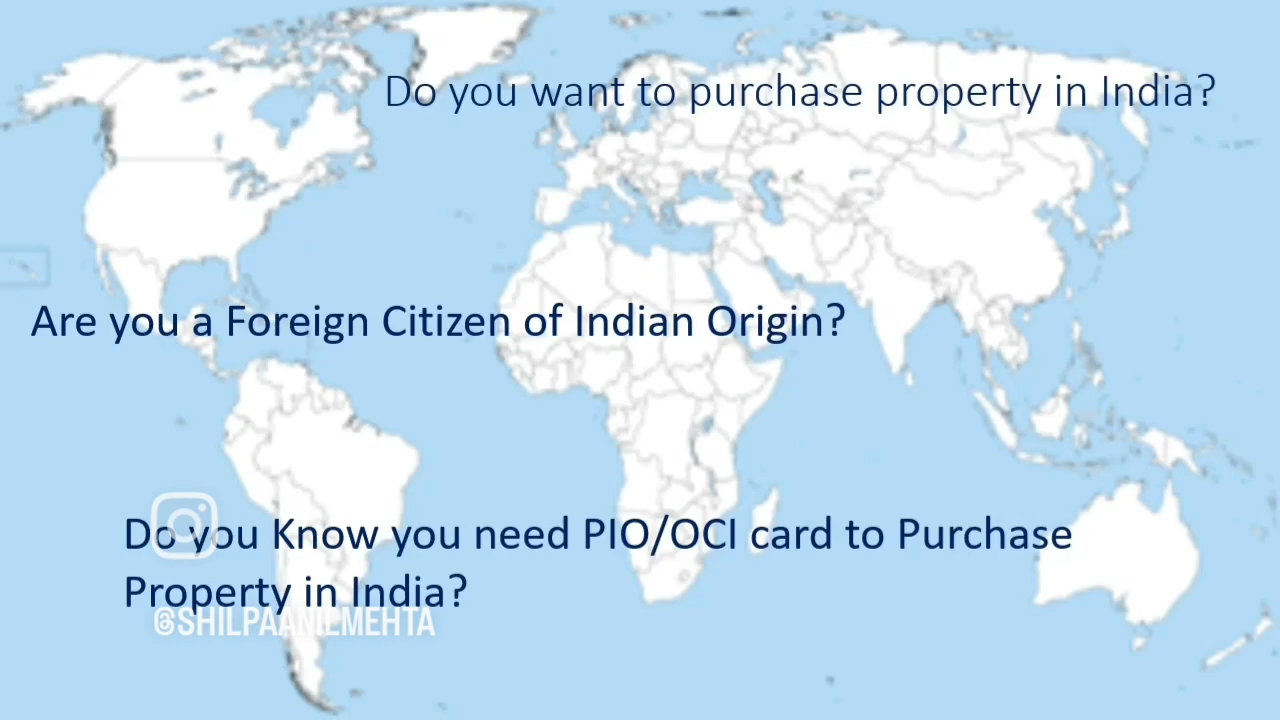 Do you want to purchase property in India?
Are you a Foreign Citizen of Indian Origin?
Do you Know you need PIO/OCI card to Purchase
Property in India?
@SHILPAANILMEHTA